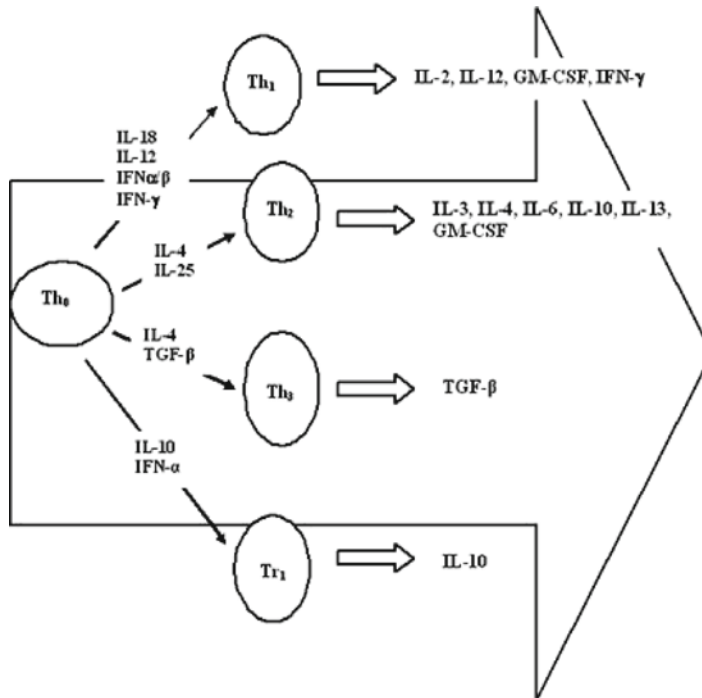 Th₁
IL-2, IL-12, GM-CSF, IFN-γ
IL-18
IL-12
IFNα/β
IFN-γ
Th₂
IL-3, IL-4, IL-6, IL-10, IL-13,
GM-CSF
IL-4
IL-25
Th₀
IL-4
TGF-β
Th₃
TGF-β
IL-10
IFN-α
Tr₁
IL-10